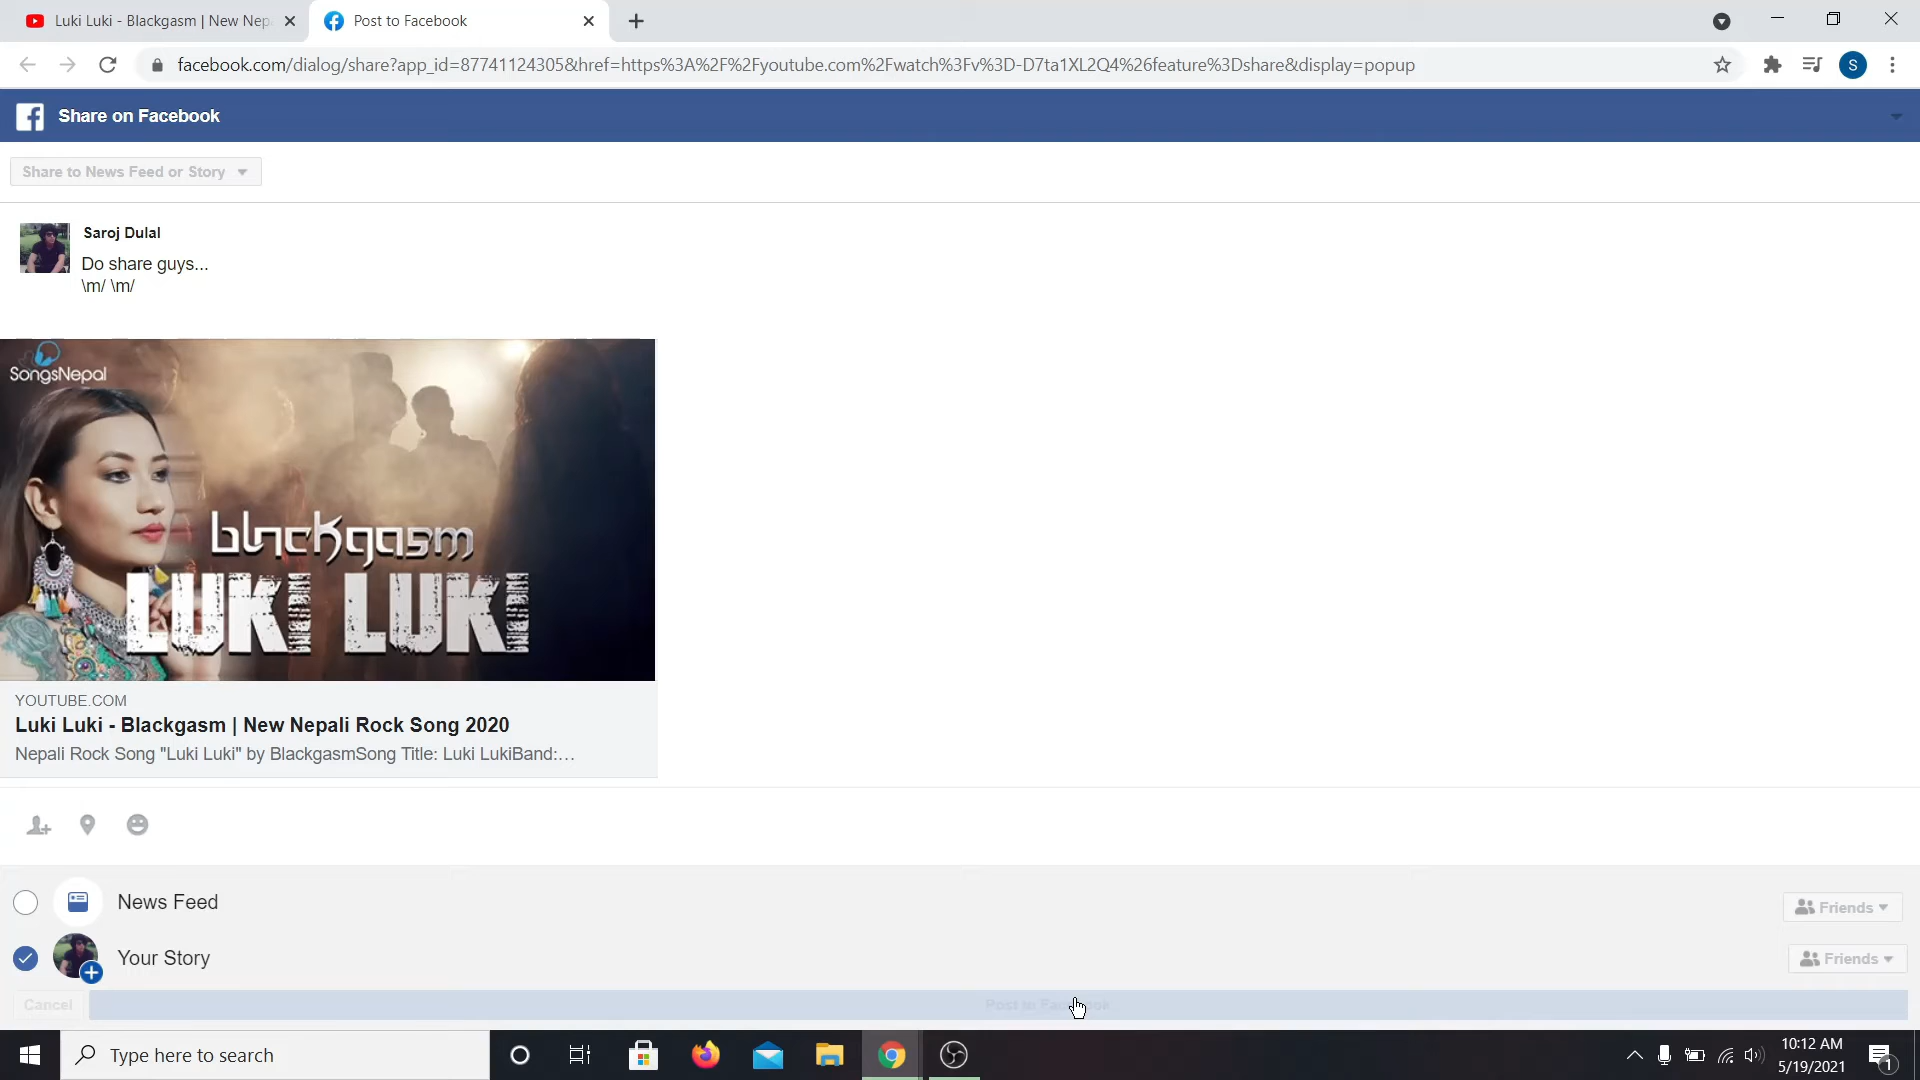 Luki Luki - Blackgasm | New Nep
Post to Facebook
facebook.com/dialog/share?app_id=87741124305&href=https%3A%2F%2Fyoutube.com%2Fwatch%3Fv%3D-D7ta1XL2Q4%26feature%3Dshare&display=popup
S
Share on Facebook
Share to News Feed or Story
Saroj Dulal
Do share guys...
\m/ \m/
SongsNepal
blackgasm
LUKI LUKI
YOUTUBE.COM
Luki Luki - Blackgasm | New Nepali Rock Song 2020
Nepali Rock Song "Luki Luki" by BlackgasmSong Title: Luki LukiBand:…
News Feed
Friends
Your Story
Friends
Cancel
Post to Facebook
Type here to search
10:12 AM
5/19/2021
1